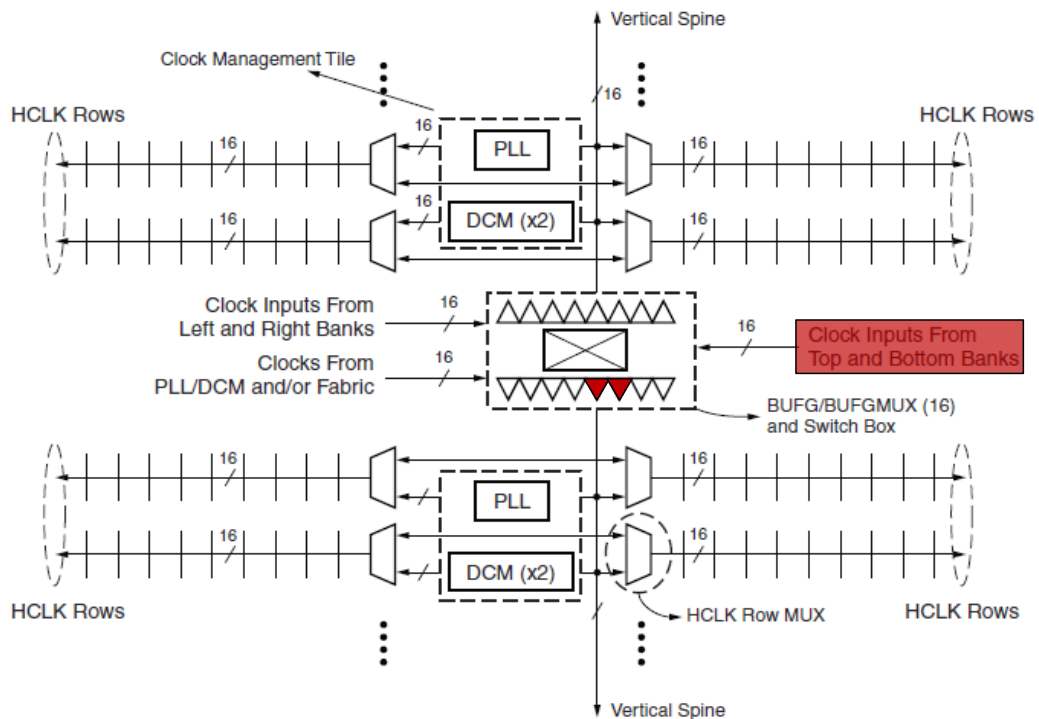 Vertical Spine
Clock Management Tile
16
HCLK Rows
HCLK Rows
16
PLL
16
16
16
DCM (x2)
16
16
Clock Inputs From
Left and Right Banks
16
16
Clock Inputs From
Top and Bottom Banks
Clocks From
PLL/DCM and/or Fabric
16
BUFG/BUFGMUX (16)
and Switch Box
16
16
PLL
16
16
DCM (x2)
HCLK Rows
HCLK Row MUX
HCLK Rows
Vertical Spine